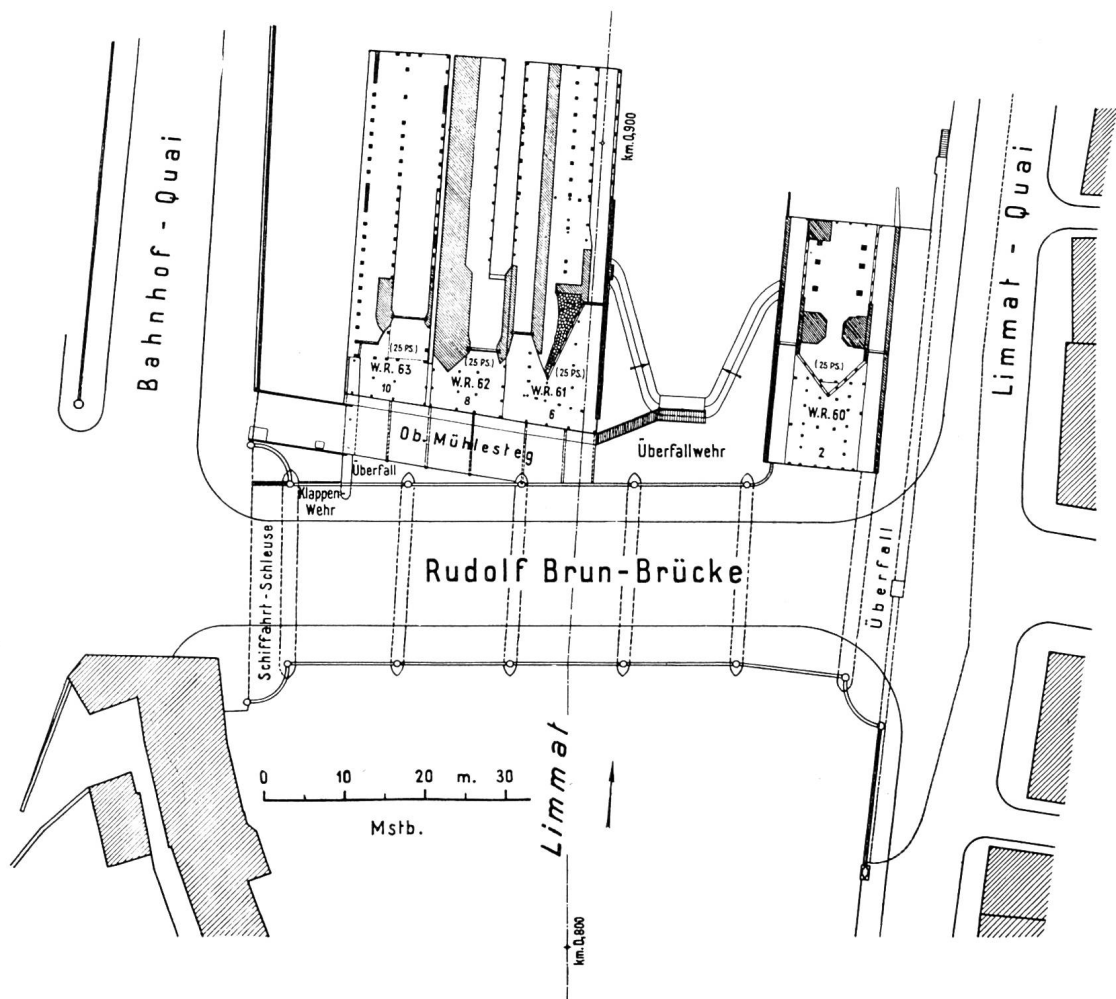 Bahnhof - Quai
Limmat - Quai
km.0,900
(25 PS.)
W.R. 63
10
(25 PS.)
W.R. 62
8
(25 PS.)
W.R. 61
6
(25 PS.)
W.R. 60
2
Ob. Mühlesteg
Überfallwehr
Überfall
Klappen-
Wehr
Schiffahrt-Schleuse
Rudolf Brun-Brücke
Überfall
0 10 20 m. 30
Mstb.
Limmat
km.0,800